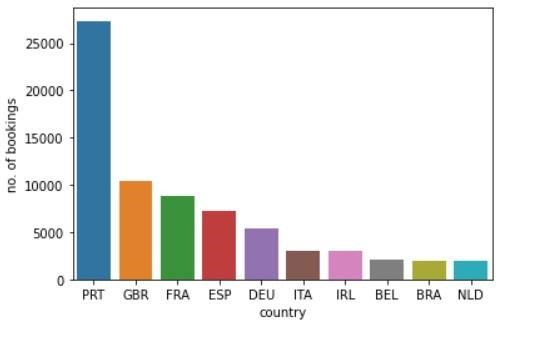 25000
20000
15000
10000
5000
0
no. of bookings
PRT GBR FRA ESP DEU ITA IRL BEL BRA NLD
country